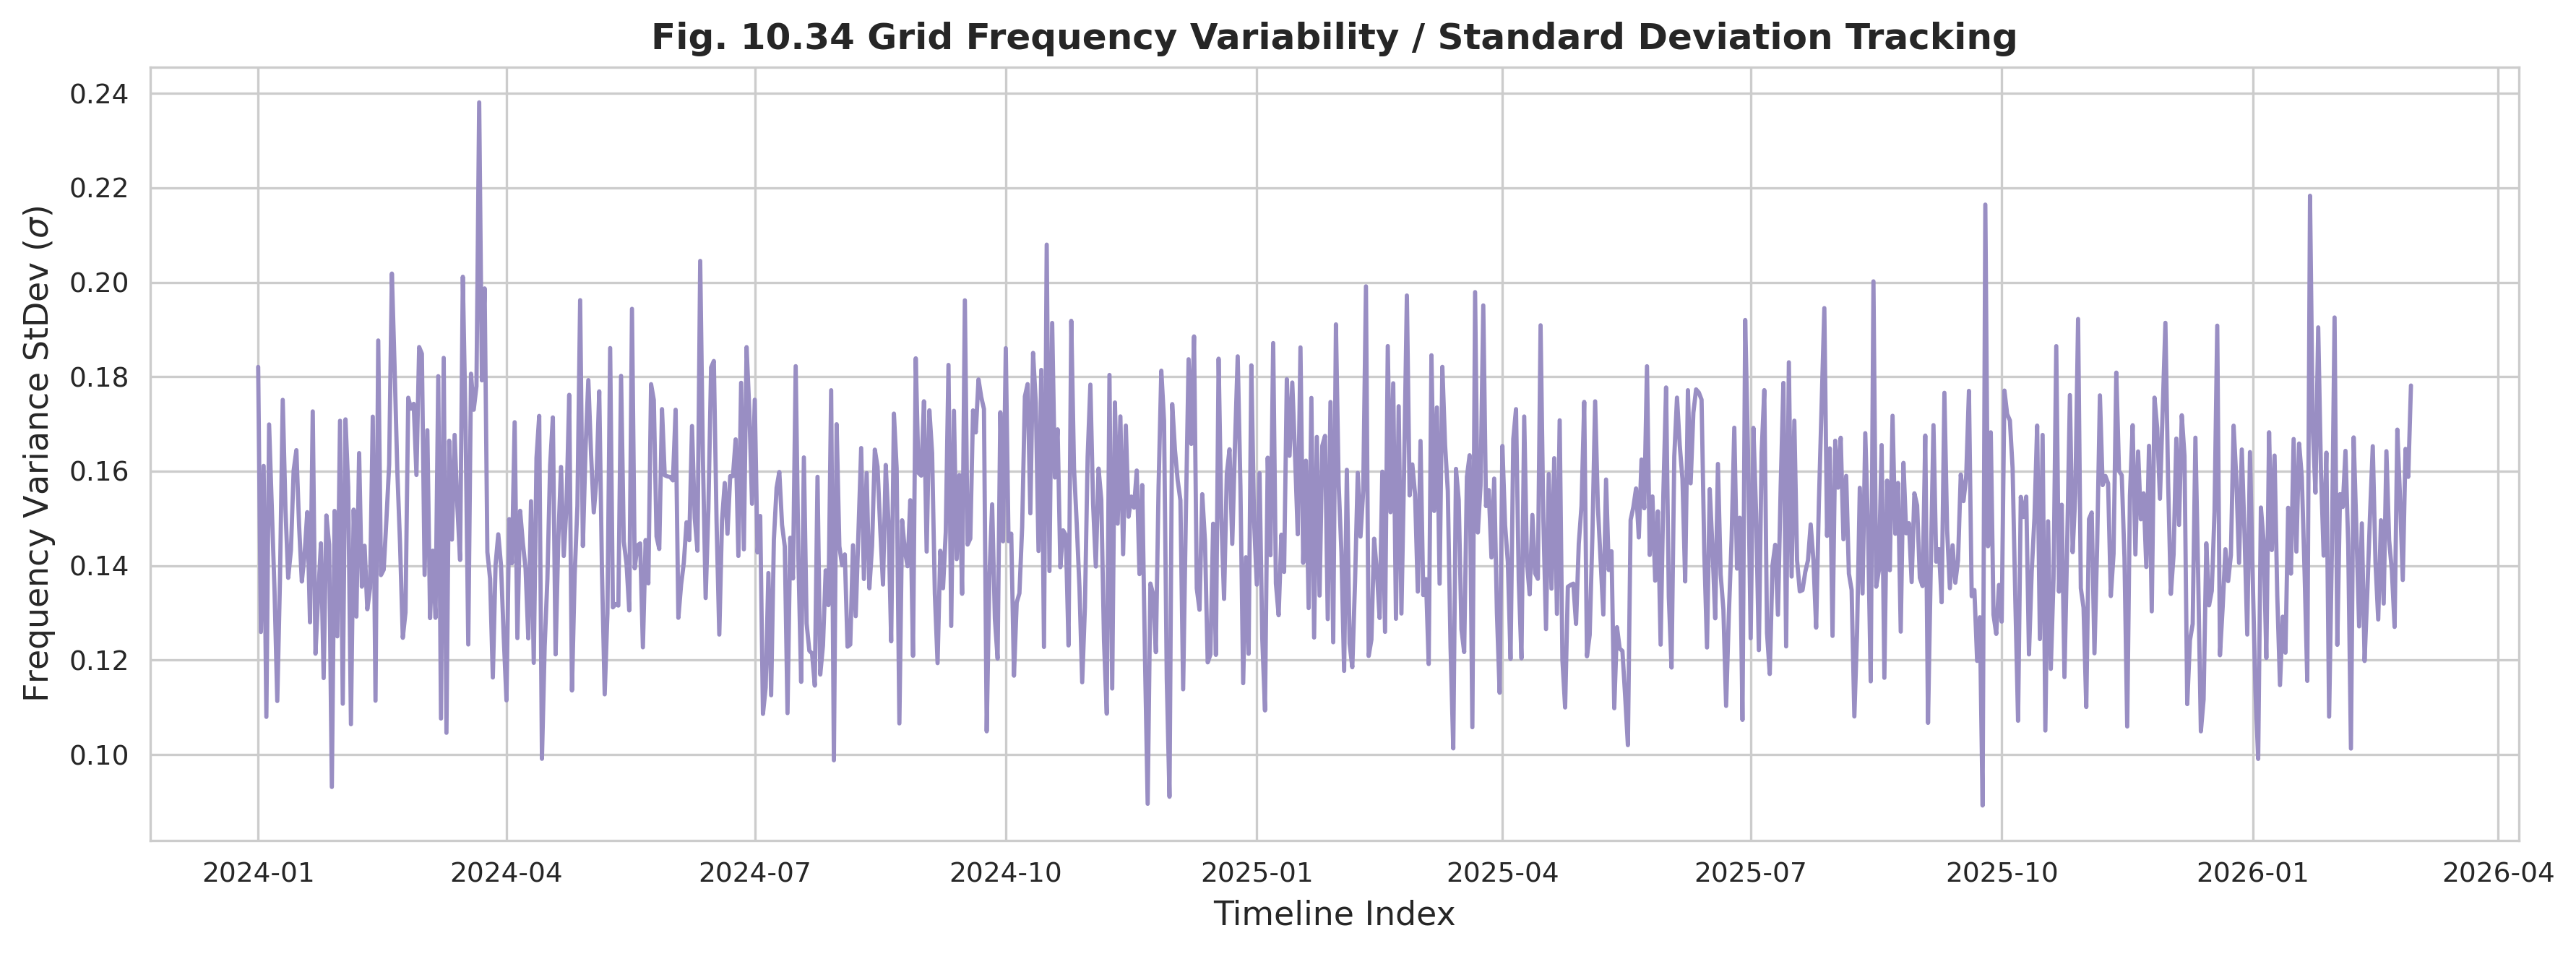 Fig. 10.34 Grid Frequency Variability / Standard Deviation Tracking
Frequency Variance StDev (σ)
0.24
0.22
0.20
0.18
0.16
0.14
0.12
0.10
2024-01 2024-04 2024-07 2024-10 2025-01 2025-04 2025-07 2025-10 2026-01 2026-04
Timeline Index